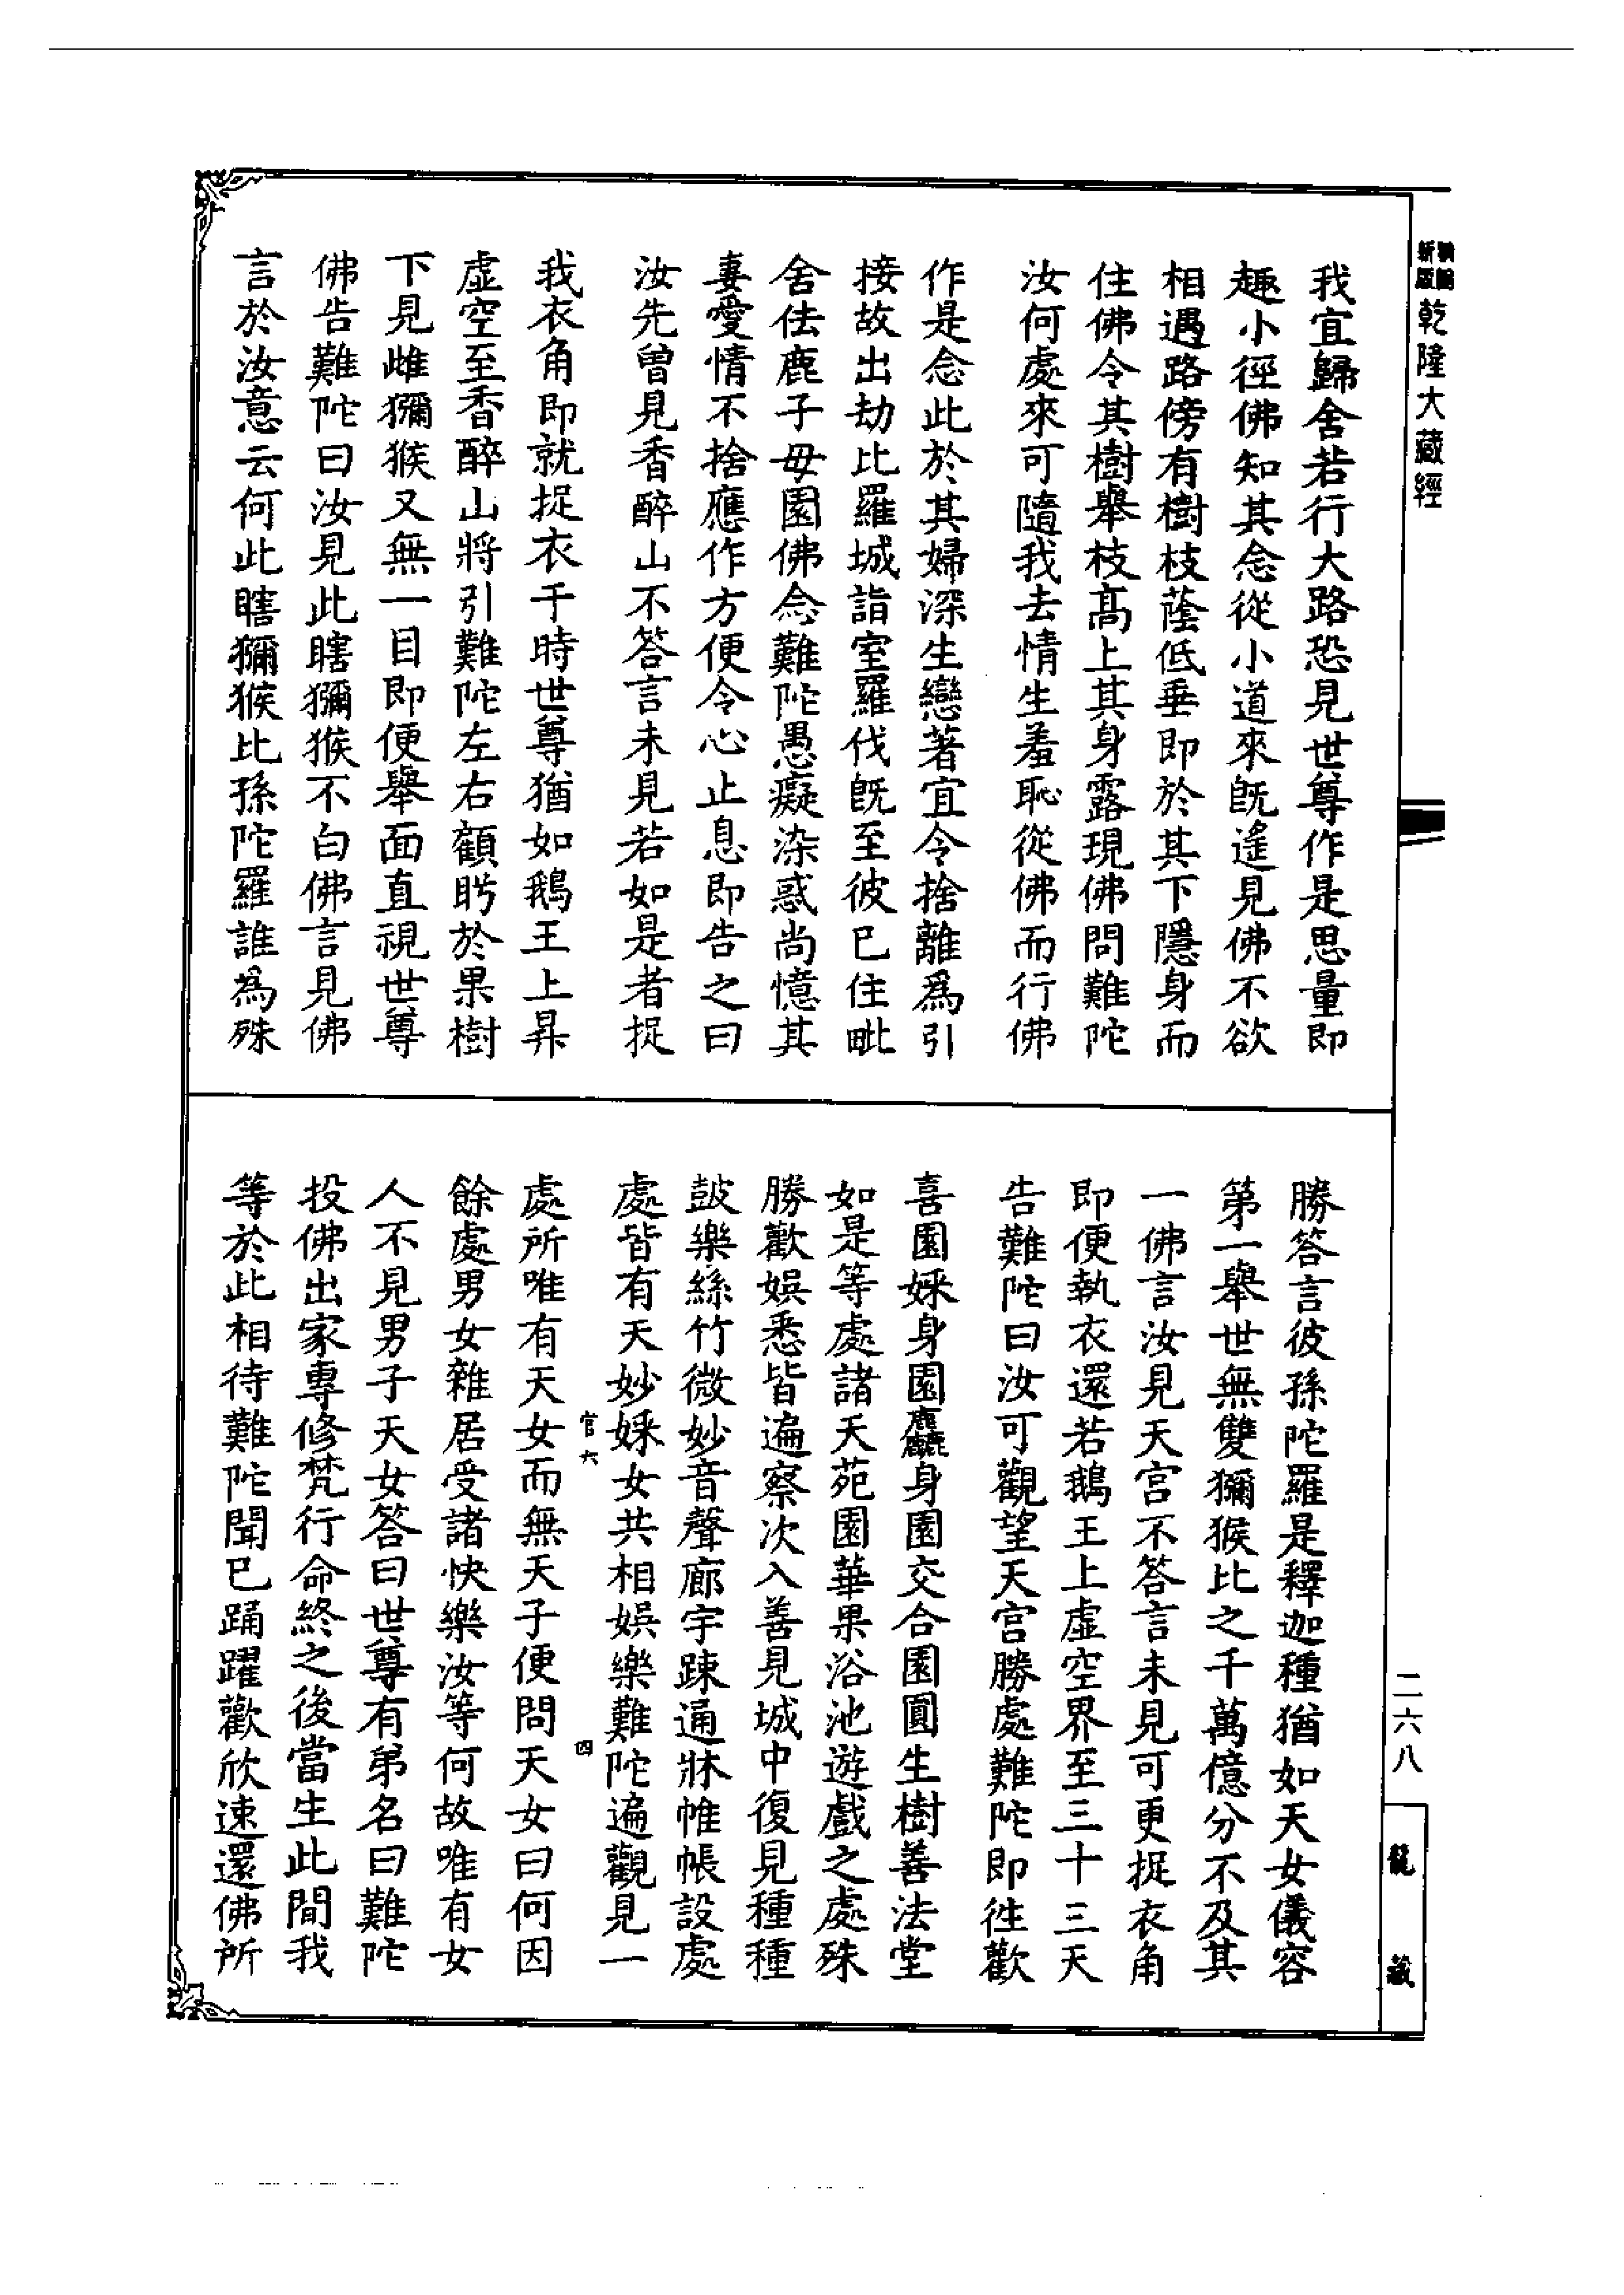 新編
新版
乾隆大藏經
我宜歸舍若行大路恐見世尊作是思量即
趣小徑佛知其念從小道來旣遙見佛不欲
相遇路傍有樹枝蔭低垂即於其下隱身而
住佛令其樹舉枝高上其身露現佛問難陀
汝何處來可隨我去情生羞恥從佛而行佛
作是念此於其婦深生戀著宜令捨離爲引
接故出劫比羅城詣室羅伐旣至彼已住毗
舍佉鹿子母園佛念難陀愚癡染惑尚憶其
妻愛情不捨應作方便令心止息即告之曰
汝先曾見香醉山不答言未見若如是者捉
我衣角即就捉衣于時世尊猶如鵝王上昇
虛空至香醉山將引難陀左右顧眄於果樹
下見雌獼猴又無一目即便舉面直視世尊
佛告難陀曰汝見此瞎獼猴不白佛言見佛
言於汝意云何此瞎獼猴比孫陀羅誰爲殊
勝答言彼孫陀羅是釋迦種猶如天女儀容
第一舉世無雙獼猴比之千萬億分不及其
一佛言汝見天宮不答言未見可更捉衣角
即便執衣還若鵝王上虛空界至三十三天
告難陀曰汝可觀望天宮勝處難陀即徃歡
喜園婇身園麤身園交合園圓生樹善法堂
如是等處諸天苑園華果浴池遊戲之處殊
勝歡娛悉皆遍察次入善見城中復見種種
鼓樂絲竹微妙音聲廊宇踈通牀帷帳設處
處皆有天妙婇女共相娛樂難陀遍觀見一
官六
四
處所唯有天女而無天子便問天女曰何因
餘處男女雜居受諸快樂汝等何故唯有女
人不見男子天女答曰世尊有弟名曰難陀
投佛出家專修梵行命終之後當生此間我
等於此相待難陀聞已踊躍歡欣速還佛所
二六八
龍藏